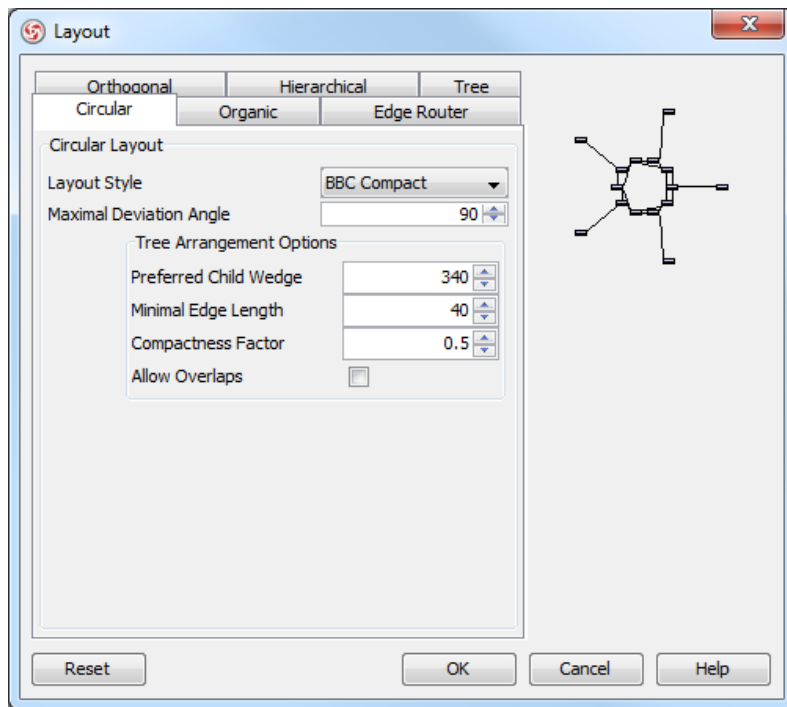 Layout
Orthogonal Hierarchical Tree
Circular Organic Edge Router
Circular Layout
Layout Style BBC Compact
Maximal Deviation Angle 90
Tree Arrangement Options
Preferred Child Wedge 340
Minimal Edge Length 40
Compactness Factor 0.5
Allow Overlaps
Reset OK Cancel Help